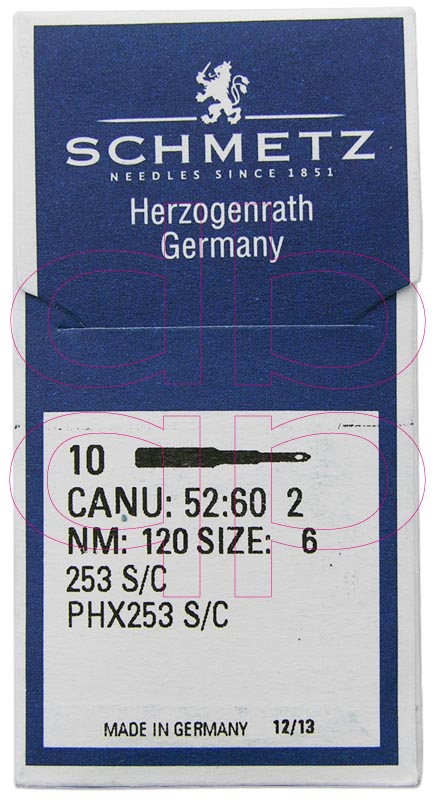 SCHMETZ
NEEDLES SINCE 1851
Herzogenrath
Germany
10
CANU: 52:60 2
NM: 120 SIZE: 6
253 S/C
PHX253 S/C
MADE IN GERMANY 12/13